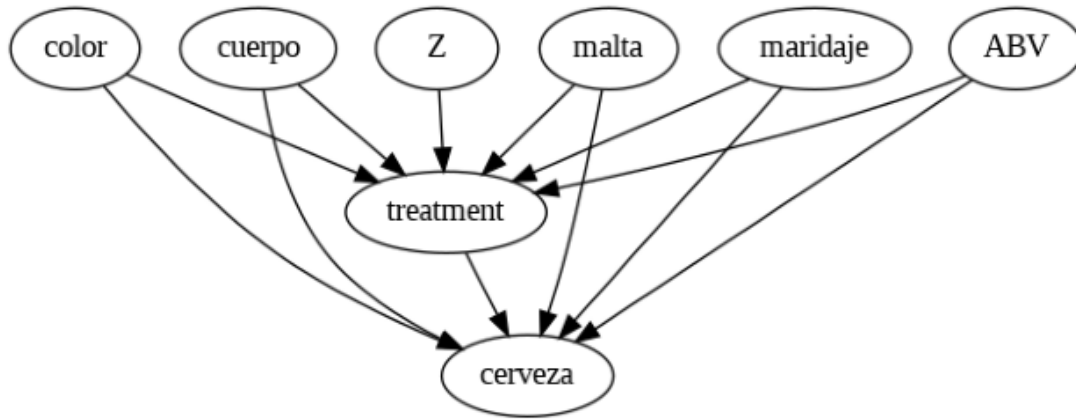 color
cuerpo
Z
malta
maridaje
ABV
treatment
cerveza